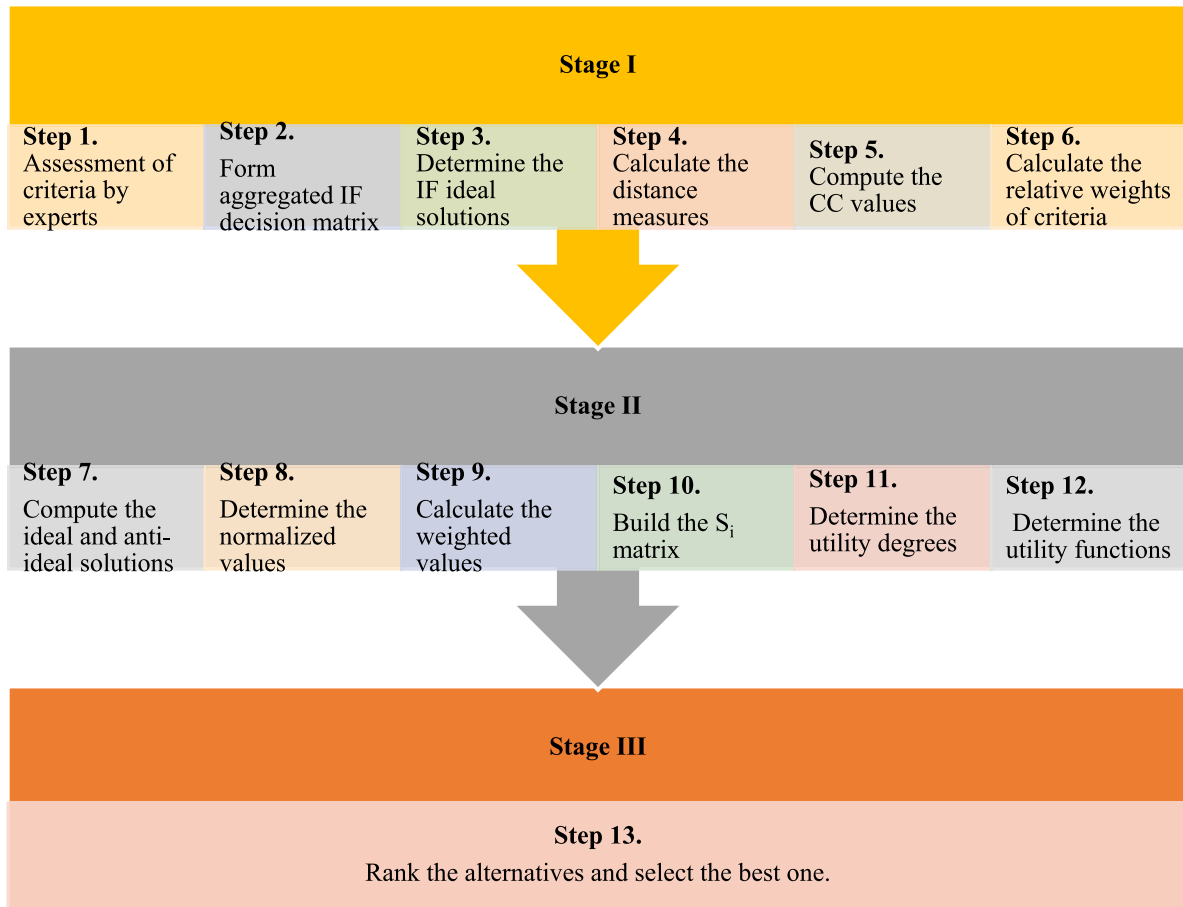 Stage I
Step 1.
Assessment of
criteria by
experts
Step 2.
Form
aggregated IF
decision matrix
Step 3.
Determine the
IF ideal
solutions
Step 4.
Calculate the
distance
measures
Step 5.
Compute the
CC values
Step 6.
Calculate the
relative weights
of criteria
Stage II
Step 7.
Compute the
ideal and anti-
ideal solutions
Step 8.
Determine the
normalized
values
Step 9.
Calculate the
weighted
values
Step 10.
Build the Si
matrix
Step 11.
Determine the
utility degrees
Step 12.
Determine the
utility functions
Stage III
Step 13.
Rank the alternatives and select the best one.